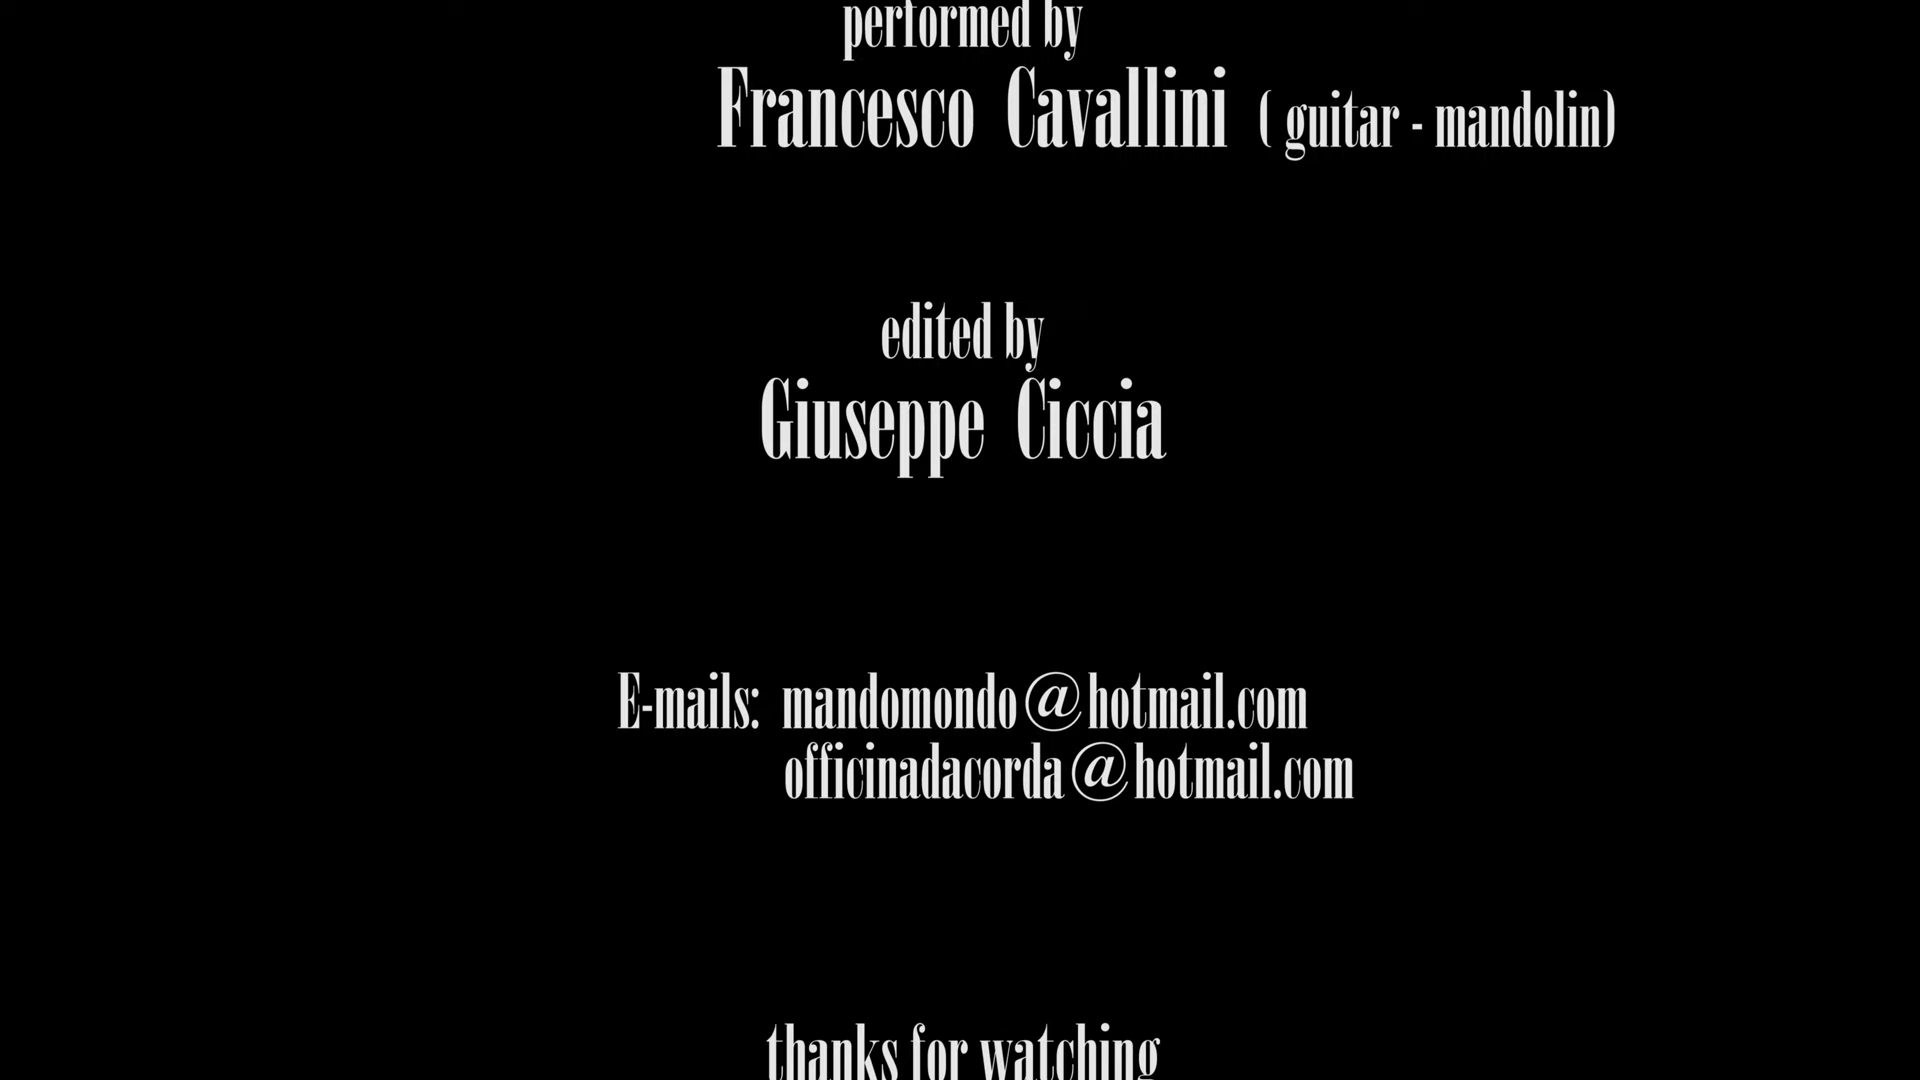 performed by
Francesco Cavallini ( guitar - mandolin)
edited by
Giuseppe Ciccia
E-mails: mandomondo@hotmail.com
officinadacorda@hotmail.com
thanks for watching